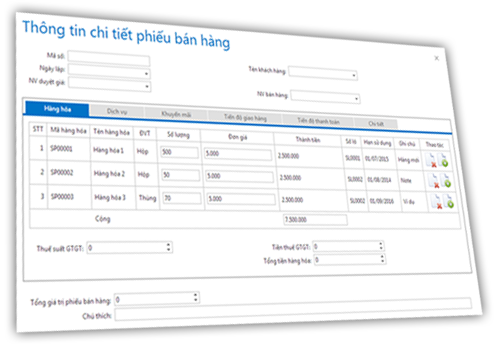 Thông tin chi tiết phiếu bán hàng
Mã số:
Ngày lập:
Tên khách hàng:
NV duyệt giá:
NV bán hàng:
Hàng hóa Dịch vụ Khuyến mãi Tiến độ giao hàng Tiến độ thanh toán Chi tiết
STT Mã hàng hóa Tên hàng hóa ĐVT Số lượng Đơn giá Thành tiền Số lô Hạn sử dụng Ghi chú Thao tác
1 SP00001 Hàng hóa 1 Hộp 500 5.000 2.500.000 SL0001 01/07/2015 Hàng mới
2 SP00002 Hàng hóa 2 Hộp 50 5.000 2.500.000 SL0002 01/08/2014 Note
3 SP00003 Hàng hóa 3 Thùng 70 5.000 2.500.000 SL0002 01/09/2016 Ví dụ
Cộng 7.500.000
Thuế suất GTGT: 0
Tiền thuế GTGT: 0
Tổng tiền hàng hóa: 0
Tổng giá trị phiếu bán hàng: 0
Chú thích: